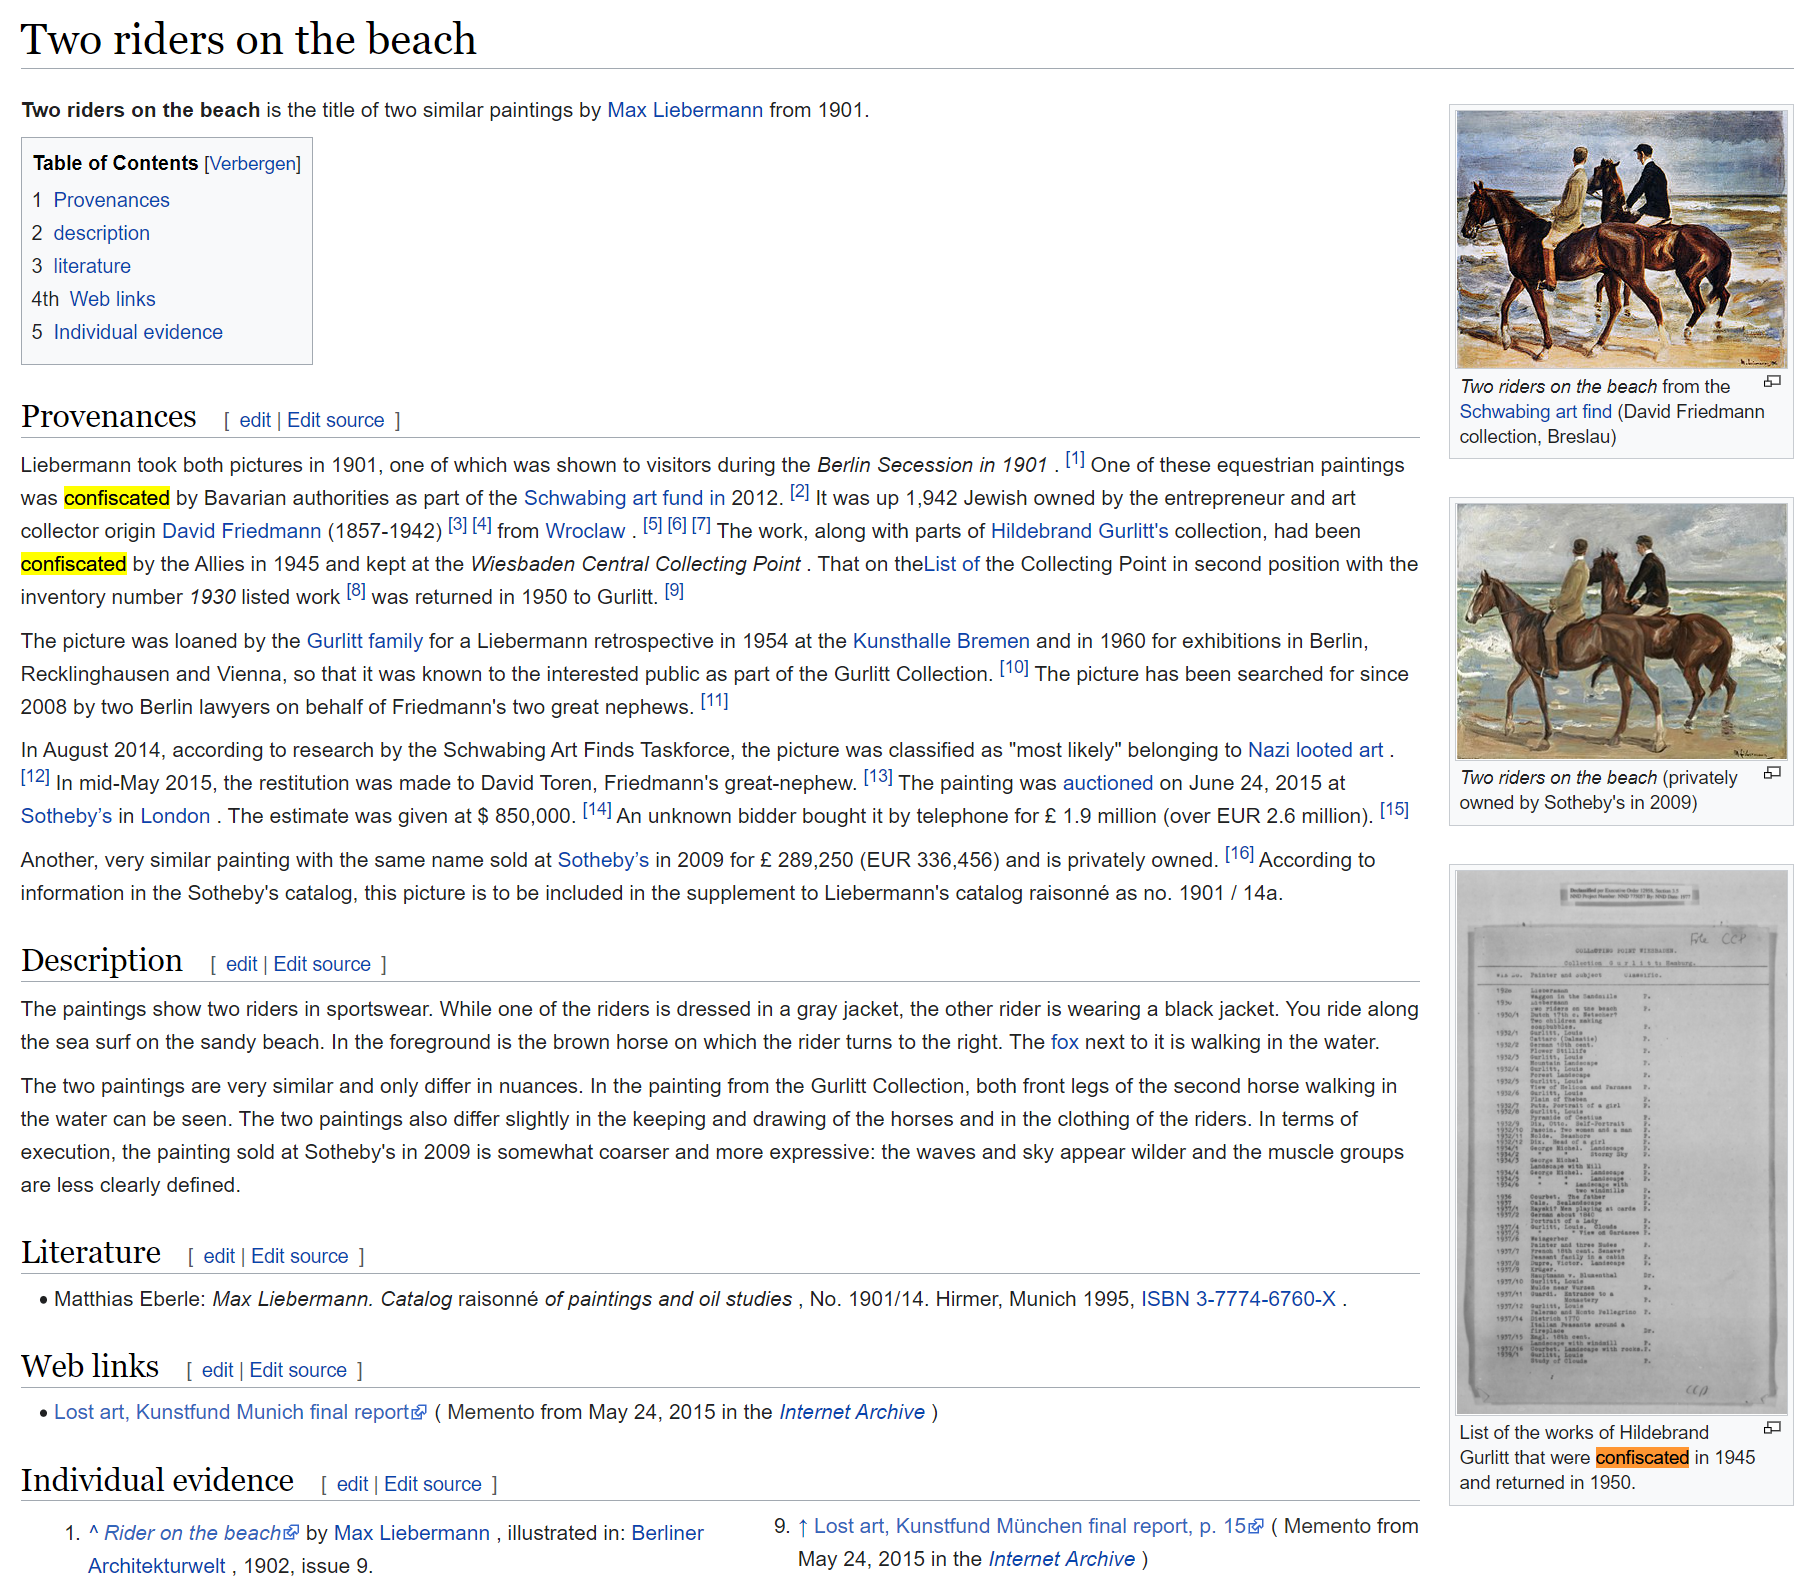 Two riders on the beach
Two riders on the beach is the title of two similar paintings by Max Liebermann from 1901.
Table of Contents [Verbergen]
1 Provenances
2 description
3 literature
4th Web links
5 Individual evidence
Provenances [ edit | Edit source ]
Liebermann took both pictures in 1901, one of which was shown to visitors during the Berlin Secession in 1901 . [1] One of these equestrian paintings
was confiscated by Bavarian authorities as part of the Schwabing art fund in 2012. [2] It was up 1,942 Jewish owned by the entrepreneur and art
collector origin David Friedmann (1857-1942) [3] [4] from Wroclaw . [5] [6] [7] The work, along with parts of Hildebrand Gurlitt's collection, had been
confiscated by the Allies in 1945 and kept at the Wiesbaden Central Collecting Point . That on theList of the Collecting Point in second position with the
inventory number 1930 listed work [8] was returned in 1950 to Gurlitt. [9]
The picture was loaned by the Gurlitt family for a Liebermann retrospective in 1954 at the Kunsthalle Bremen and in 1960 for exhibitions in Berlin,
Recklinghausen and Vienna, so that it was known to the interested public as part of the Gurlitt Collection. [10] The picture has been searched for since
2008 by two Berlin lawyers on behalf of Friedmann's two great nephews. [11]
In August 2014, according to research by the Schwabing Art Finds Taskforce, the picture was classified as "most likely" belonging to Nazi looted art .
[12] In mid-May 2015, the restitution was made to David Toren, Friedmann's great-nephew. [13] The painting was auctioned on June 24, 2015 at
Sotheby’s in London . The estimate was given at $ 850,000. [14] An unknown bidder bought it by telephone for £ 1.9 million (over EUR 2.6 million). [15]
Another, very similar painting with the same name sold at Sotheby’s in 2009 for £ 289,250 (EUR 336,456) and is privately owned. [16] According to
information in the Sotheby's catalog, this picture is to be included in the supplement to Liebermann's catalog raisonné as no. 1901 / 14a.
Description [ edit | Edit source ]
The paintings show two riders in sportswear. While one of the riders is dressed in a gray jacket, the other rider is wearing a black jacket. You ride along
the sea surf on the sandy beach. In the foreground is the brown horse on which the rider turns to the right. The fox next to it is walking in the water.
The two paintings are very similar and only differ in nuances. In the painting from the Gurlitt Collection, both front legs of the second horse walking in
the water can be seen. The two paintings also differ slightly in the keeping and drawing of the horses and in the clothing of the riders. In terms of
execution, the painting sold at Sotheby's in 2009 is somewhat coarser and more expressive: the waves and sky appear wilder and the muscle groups
are less clearly defined.
Literature [ edit | Edit source ]
• Matthias Eberle: Max Liebermann. Catalog raisonné of paintings and oil studies , No. 1901/14. Hirmer, Munich 1995, ISBN 3-7774-6760-X .
Web links [ edit | Edit source ]
• Lost art, Kunstfund Munich final report ( Memento from May 24, 2015 in the Internet Archive )
Individual evidence [ edit | Edit source ]
1. ^ Rider on the beach by Max Liebermann , illustrated in: Berliner
Architekturwelt , 1902, issue 9.
9. ↑ Lost art, Kunstfund München final report, p. 15 ( Memento from
May 24, 2015 in the Internet Archive )
Two riders on the beach from the
Schwabing art find (David Friedmann
collection, Breslau)
Two riders on the beach (privately
owned by Sotheby's in 2009)
File CCP
COLLECTING POINT WIESBADEN.
CCP
List of the works of Hildebrand
Gurlitt that were confiscated in 1945
and returned in 1950.